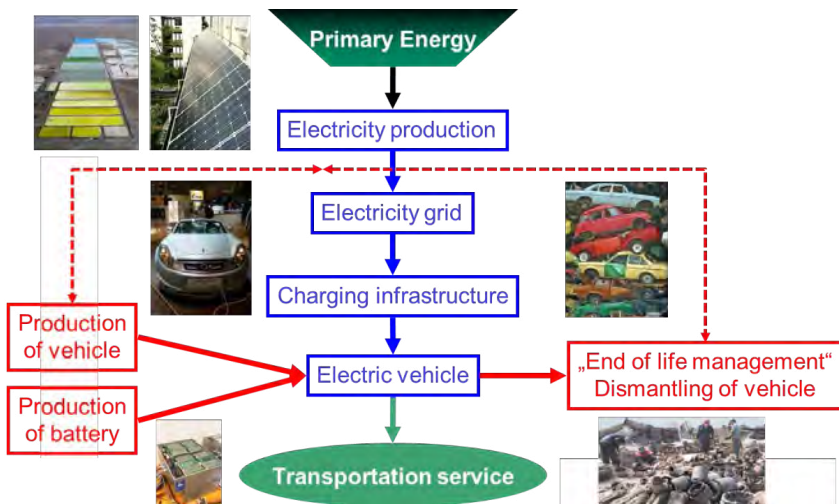 Primary Energy
Electricity production
Electricity grid
Charging infrastructure
Production
of vehicle
Electric vehicle
„End of life management“
Dismantling of vehicle
Production
of battery
Transportation service